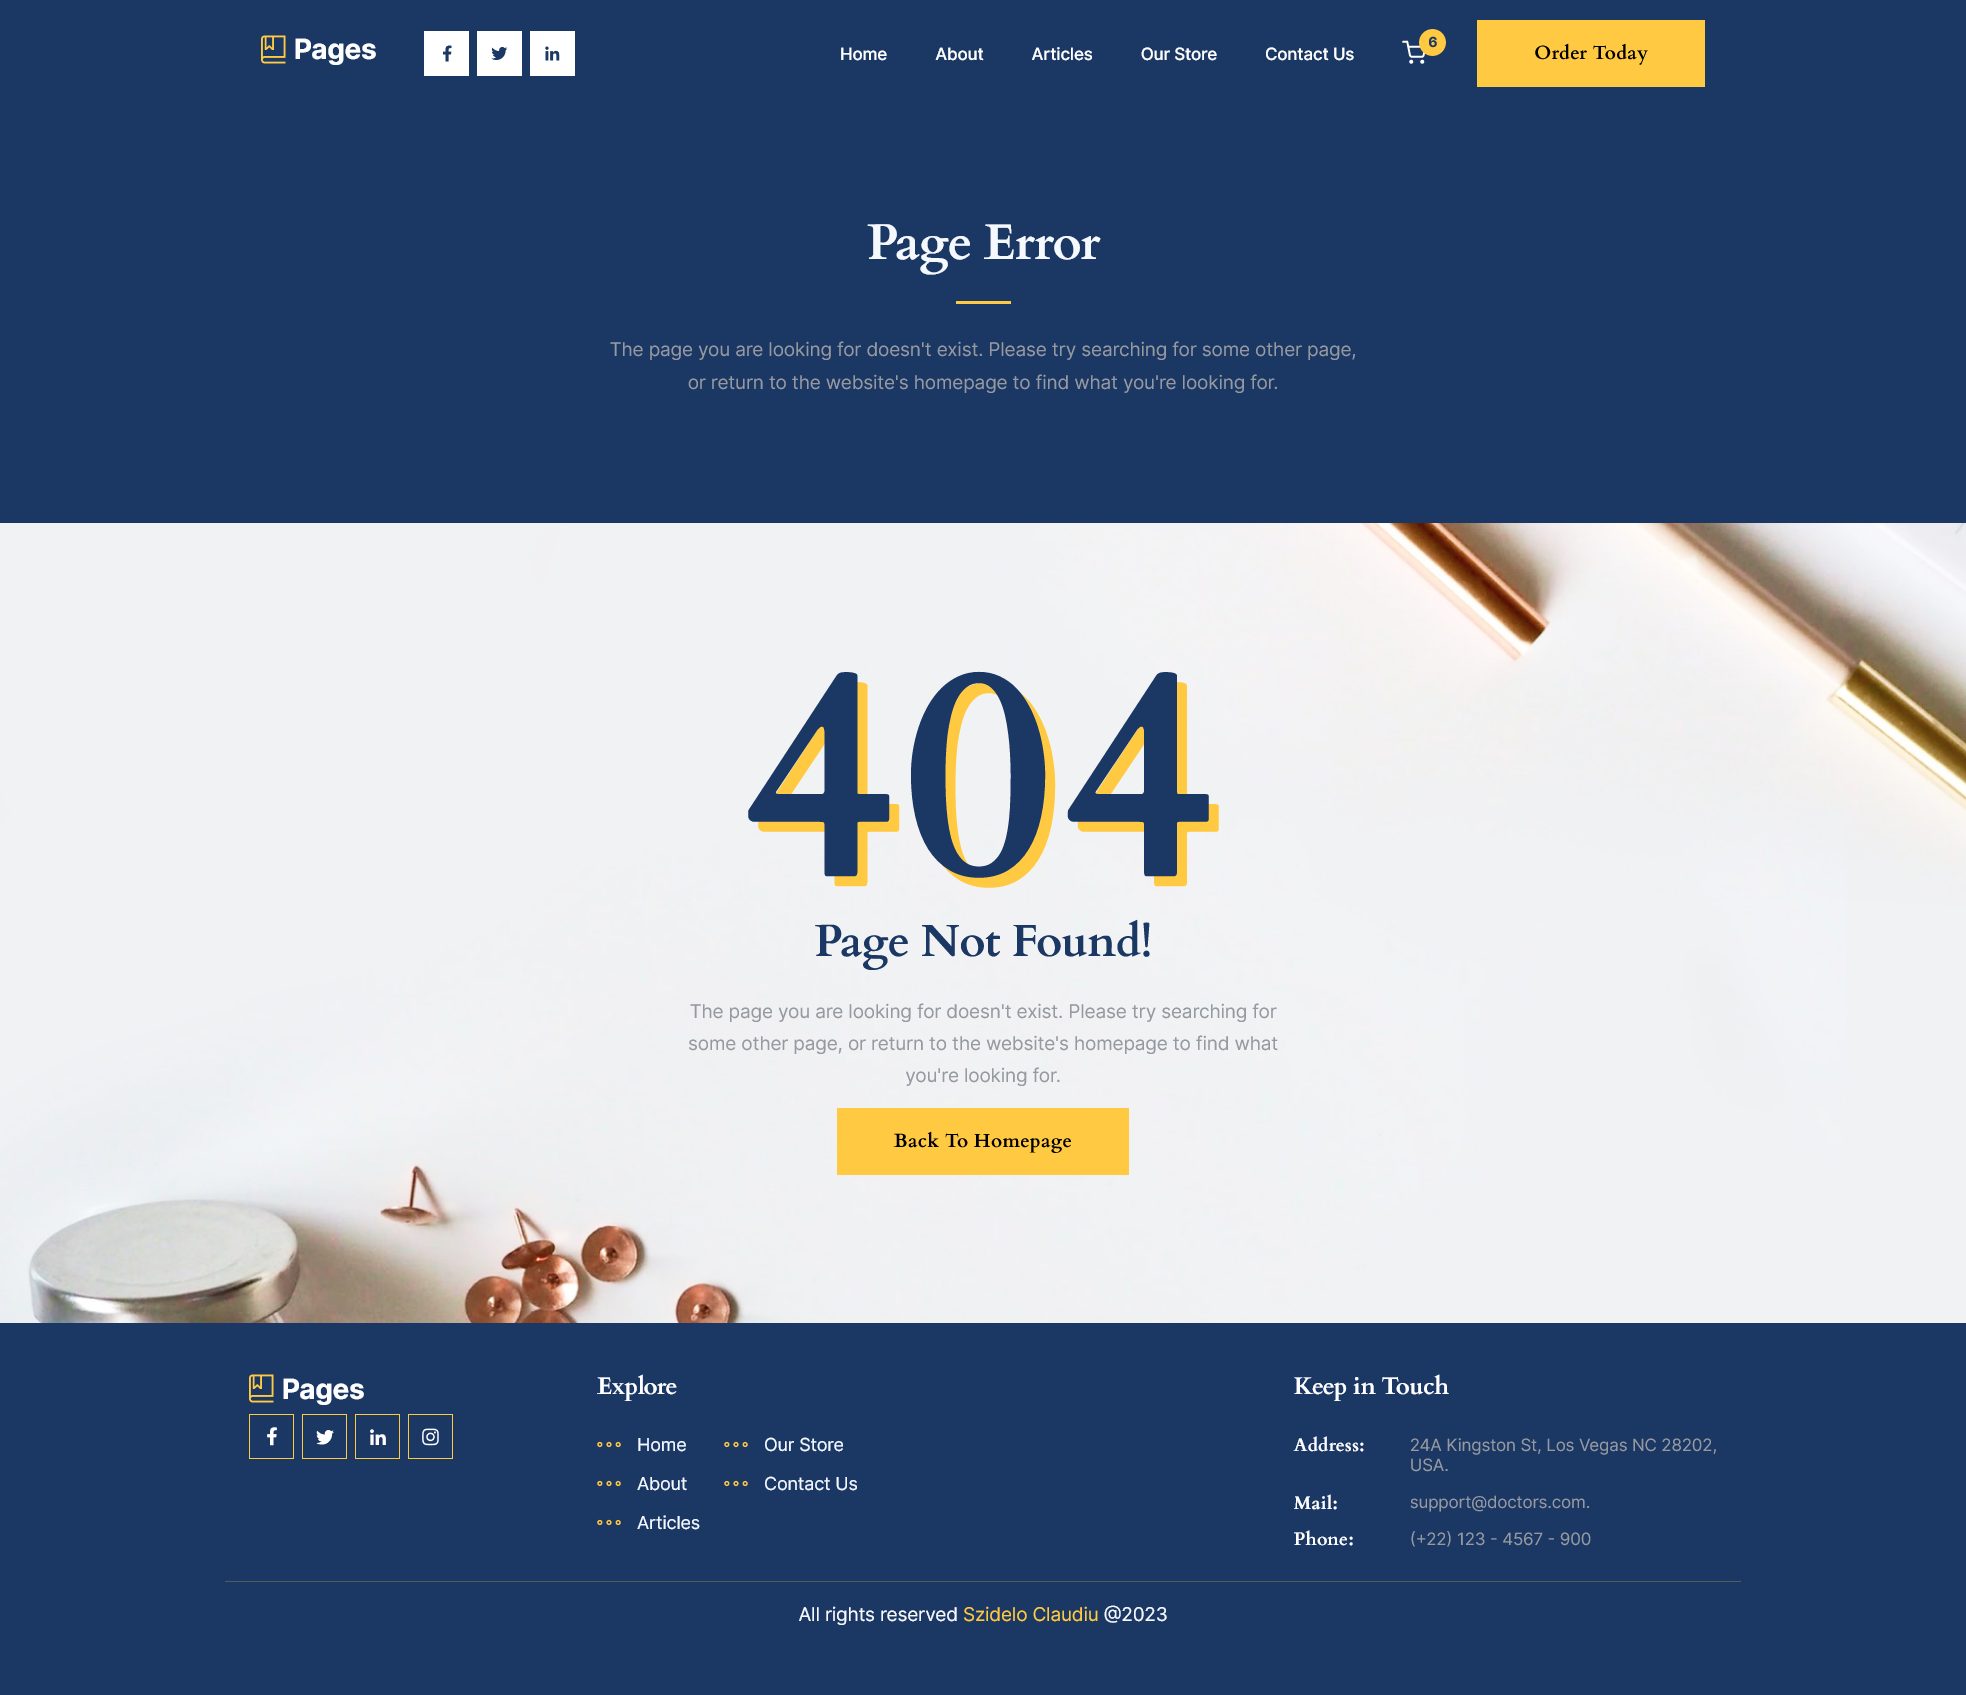 Pages
Home
About
Articles
Our Store
Contact Us
6
Order Today
Page Error
The page you are looking for doesn't exist. Please try searching for some other page,
or return to the website's homepage to find what you're looking for.
404
Page Not Found!
The page you are looking for doesn't exist. Please try searching for
some other page, or return to the website's homepage to find what
you're looking for.
Back To Homepage
Pages
Explore
Home
About
Articles
Our Store
Contact Us
Keep in Touch
Address:
24A Kingston St, Los Vegas NC 28202,
USA.
Mail:
support@doctors.com.
Phone:
(+22) 123 - 4567 - 900
All rights reserved Szidelo Claudiu @2023